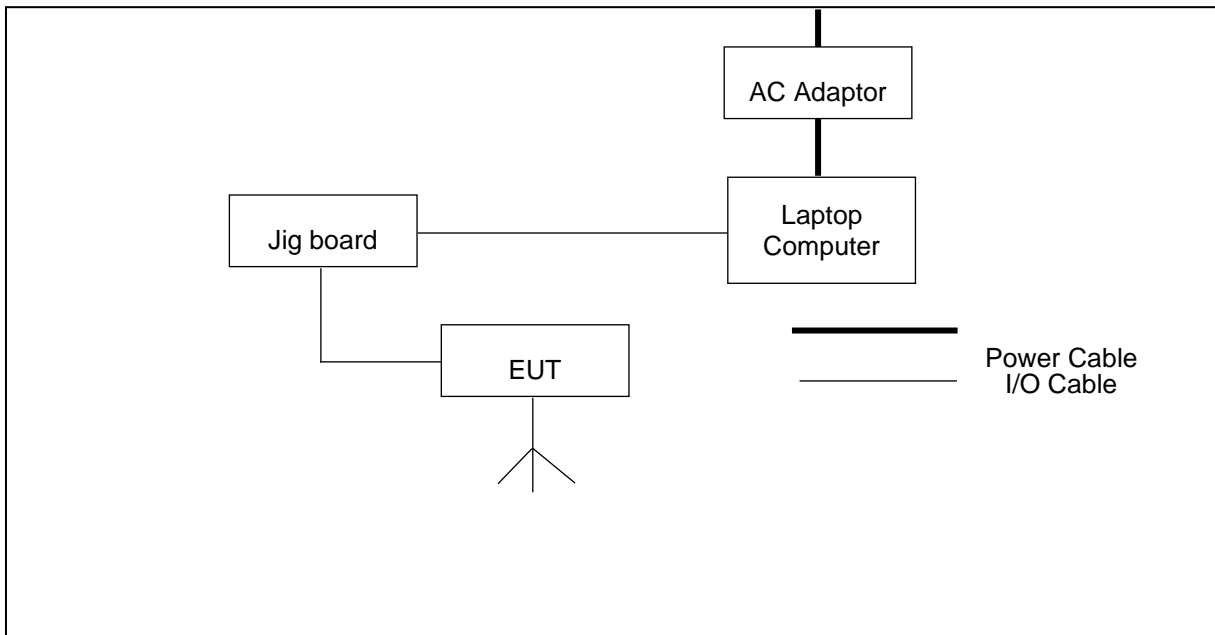 AC Adaptor
Laptop
Computer
Jig board
EUT
Power Cable
I/O Cable